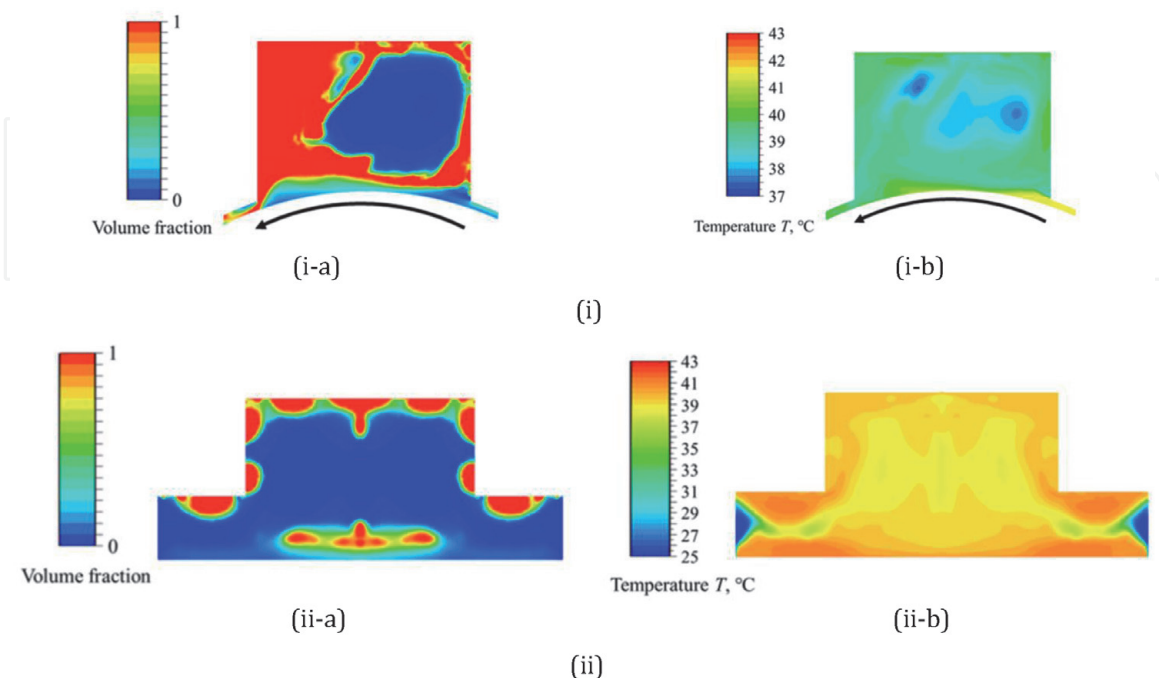 1
0
Volume fraction
43
42
41
40
39
38
37
Temperature T, °C
(i-a)
(i-b)
(i)
1
0
Volume fraction
43
41
39
37
35
33
31
29
27
25
Temperature T, °C
(ii-a)
(ii-b)
(ii)